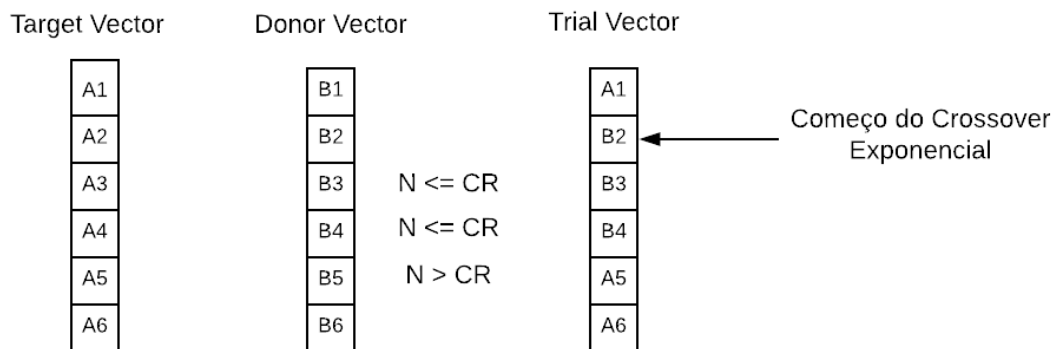 Target Vector
Donor Vector
Trial Vector
A1
A2
A3
A4
A5
A6
B1
B2
B3
B4
B5
B6
N <= CR
N <= CR
N > CR
A1
B2
B3
B4
A5
A6
Começo do Crossover
Exponencial